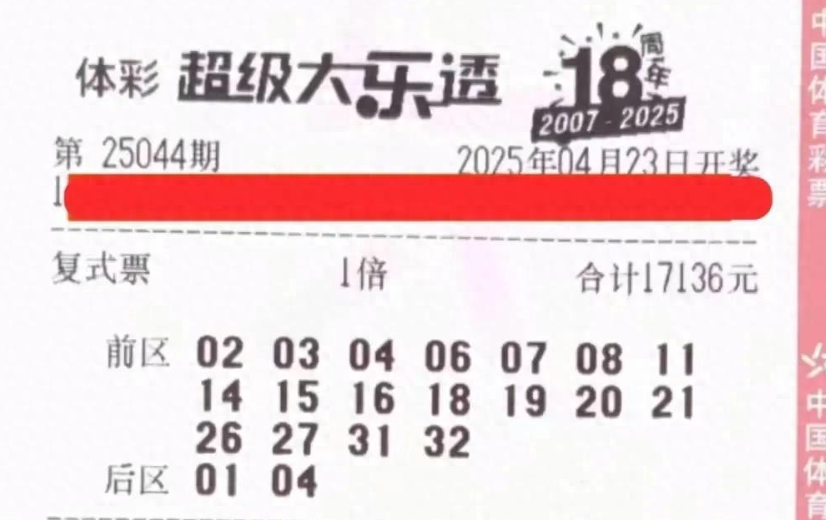 体彩 超级大乐透 18周年
2007-2025
第 25044期 2025年04月23日开奖
1
复式票 1倍 合计17136元
前区 02 03 04 06 07 08 11
14 15 16 18 19 20 21
26 27 31 32
后区 01 04
中国体育彩票
中国体育